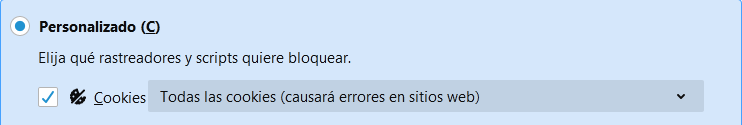 Personalizado (C)
Elija qué rastreadores y scripts quiere bloquear.
Cookies Todas las cookies (causará errores en sitios web)